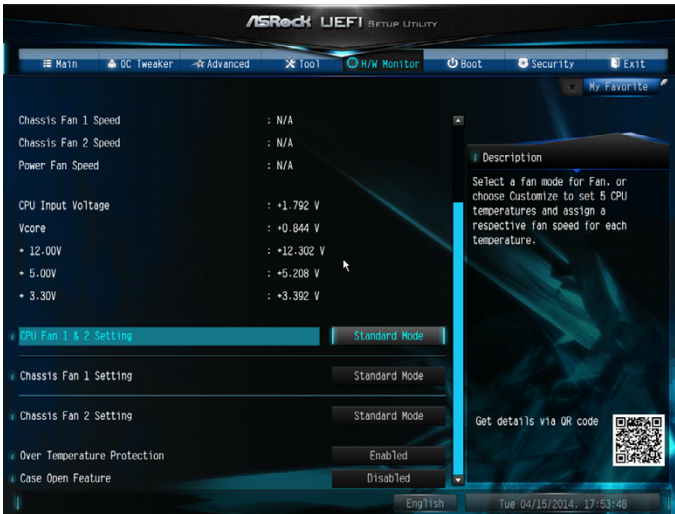 ASRock UEFI SETUP UTILITY
Main OC Tweaker Advanced Tool H/W Monitor Boot Security Exit
My Favorite
Chassis Fan 1 Speed : N/A
Chassis Fan 2 Speed : N/A
Power Fan Speed : N/A
CPU Input Voltage : +1.792 V
Vcore : +0.844 V
+ 12.00V : +12.302 V
+ 5.00V : +5.208 V
+ 3.30V : +3.392 V
CPU Fan 1 & 2 Setting Standard Mode
Chassis Fan 1 Setting Standard Mode
Chassis Fan 2 Setting Standard Mode
Over Temperature Protection Enabled
Case Open Feature Disabled
Description
Select a fan mode for Fan. or
choose Customize to set 5 CPU
temperatures and assign a
respective fan speed for each
temperature.
Get details via QR code
English Tue 04/15/2014. 17:53:48